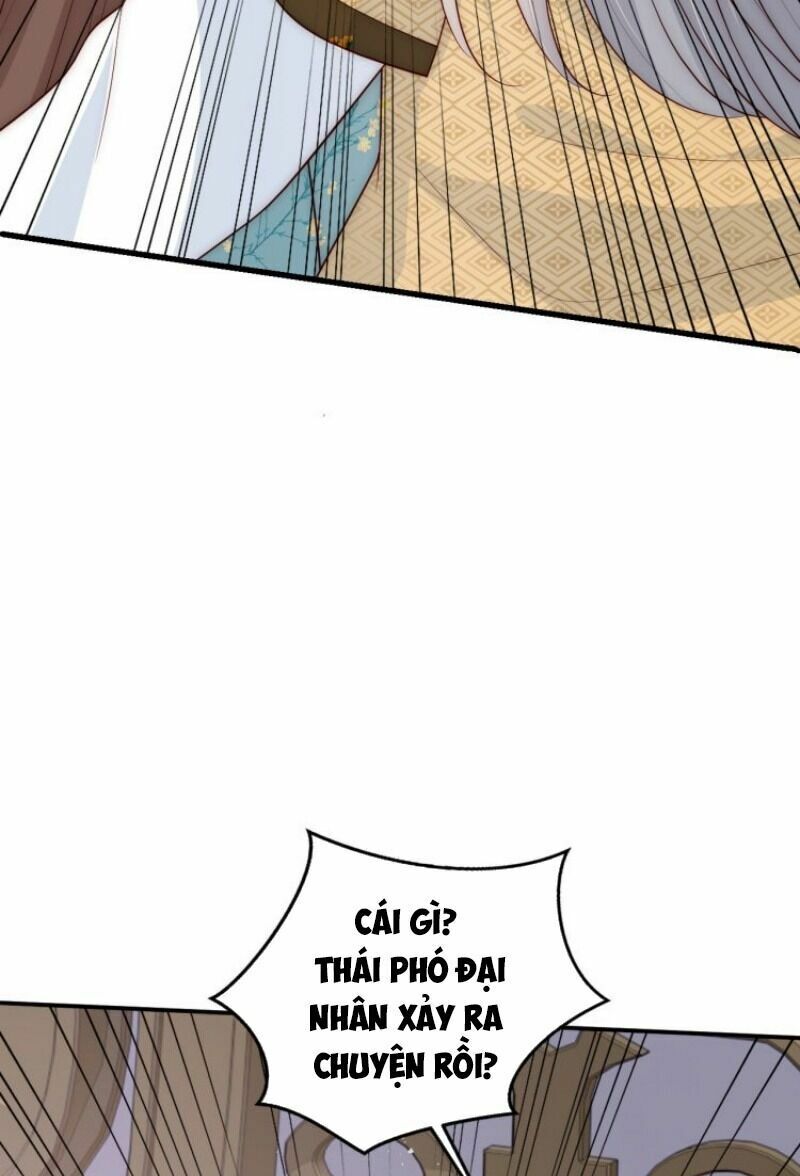 CÁI GÌ?
THÁI PHÓ ĐẠI
NHÂN XẢY RA
CHUYỆN RỒI?